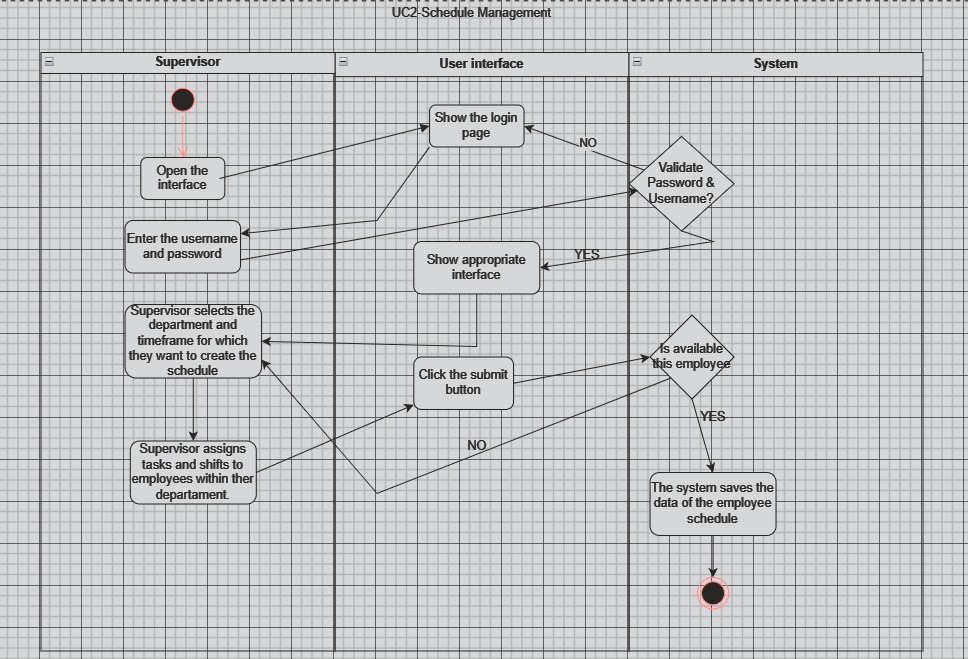 UC2-Schedule Management
Supervisor
User interface
System
Show the login
page
NO
Open the
interface
Validate
Password &
Username?
Enter the username
and password
Show appropriate
interface
YES
Supervisor selects the
department and
timeframe for which
they want to create the
schedule
Is available
this employee
Click the submit
button
YES
NO
Supervisor assigns
tasks and shifts to
employees within ther
departament.
The system saves the
data of the employee
schedule